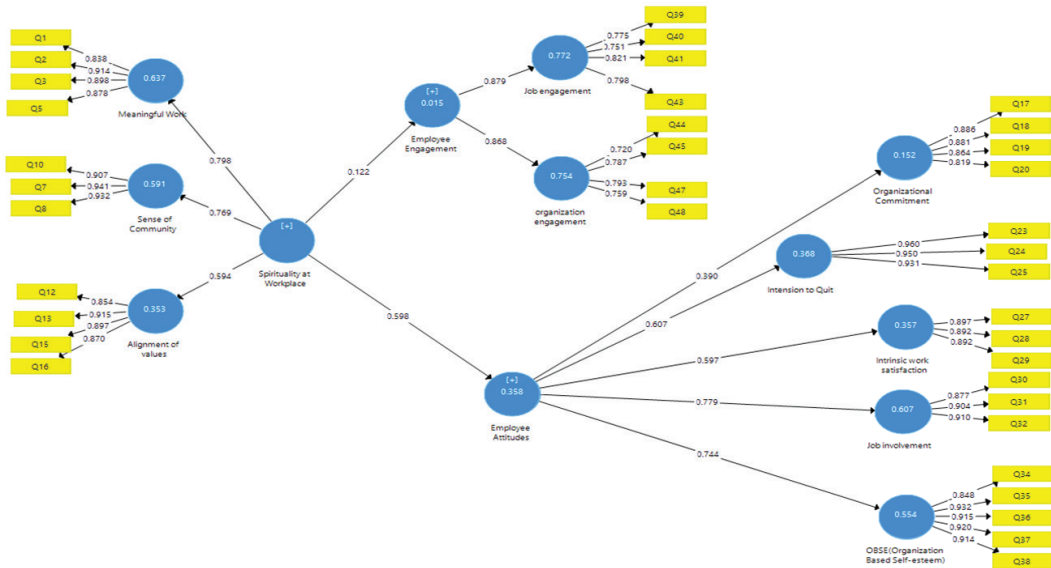 Q1
Q2
Q3
Q5
0.838
0.914
0.898
0.878
0.637
Meaningful Work
0.798
Q10
Q7
Q8
0.907
0.941
0.932
0.591
Sense of
Community
0.769
Q12
Q13
Q15
Q16
0.854
0.915
0.897
0.870
0.353
Alignment of
values
0.594
[+]
Spirituality at
Workplace
0.122
0.598
[+]
0.015
Employee
Engagement
0.879
0.868
0.772
Job engagement
0.775
0.751
0.821
0.798
Q39
Q40
Q41
Q43
0.754
organization
engagement
0.720
0.787
0.793
0.759
Q44
Q45
Q47
Q48
[+]
0.358
Employee
Attitudes
0.390
0.607
0.597
0.779
0.744
0.152
Organizational
Commitment
0.886
0.881
0.864
0.819
Q17
Q18
Q19
Q20
0.368
Intension to Quit
0.960
0.950
0.931
Q23
Q24
Q25
0.357
Intrinsic work
satisfaction
0.897
0.892
0.892
Q27
Q28
Q29
0.607
Job involvement
0.877
0.904
0.910
Q30
Q31
Q32
0.554
OBSE(Organization
Based Self-esteem)
0.848
0.932
0.915
0.920
0.914
Q34
Q35
Q36
Q37
Q38